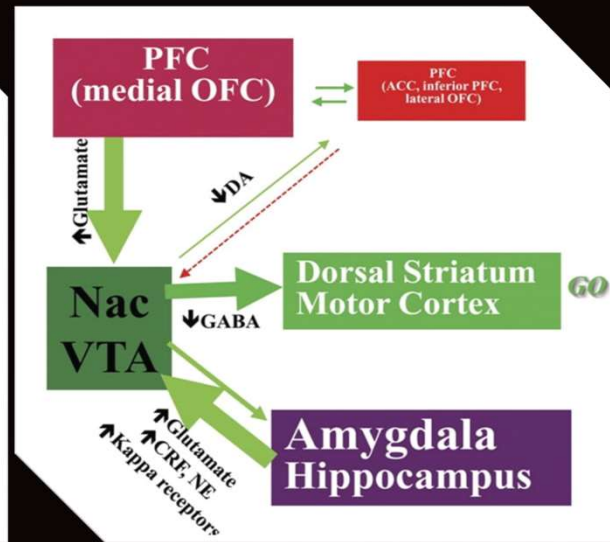 PFC
(medial OFC)
PFC
(ACC, inferior PFC,
lateral OFC)
↑Glutamate
↓DA
Nac
VTA
↓GABA
Dorsal Striatum
Motor Cortex
GO
↑Glutamate
↑CRF, NE
↑Kappa receptors
Amygdala
Hippocampus